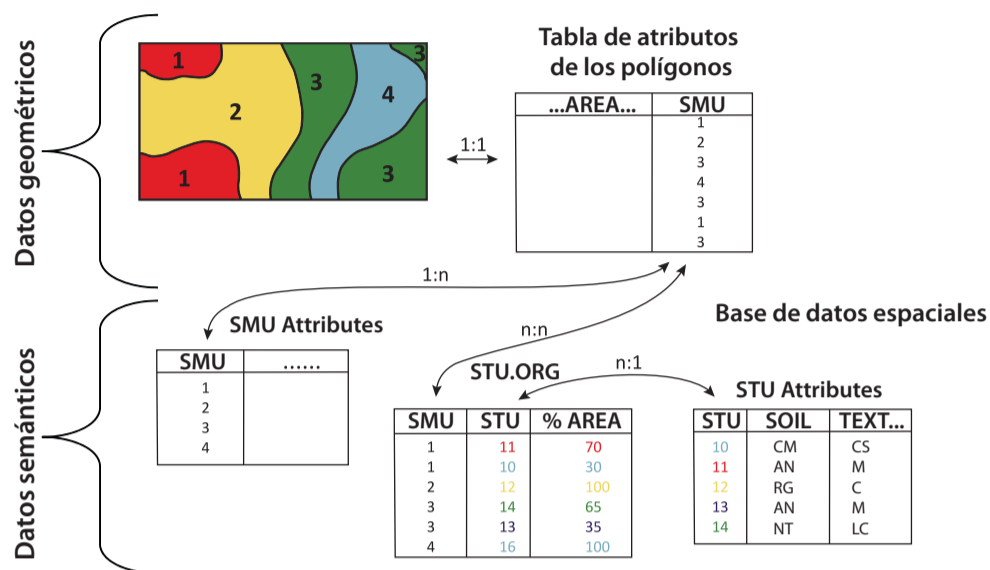 Datos geométricos
1
2
3
4
3
1
3
1:1
Tabla de atributos
de los polígonos
...AREA... SMU
1
2
3
4
3
1
3
1:n
n:n
n:1
Base de datos espaciales
Datos semánticos
SMU Attributes
SMU ......
1
2
3
4
STU.ORG
SMU STU % AREA
1 11 70
1 10 30
2 12 100
3 14 65
3 13 35
4 16 100
STU Attributes
STU SOIL TEXT...
10 CM CS
11 AN M
12 RG C
13 AN M
14 NT LC